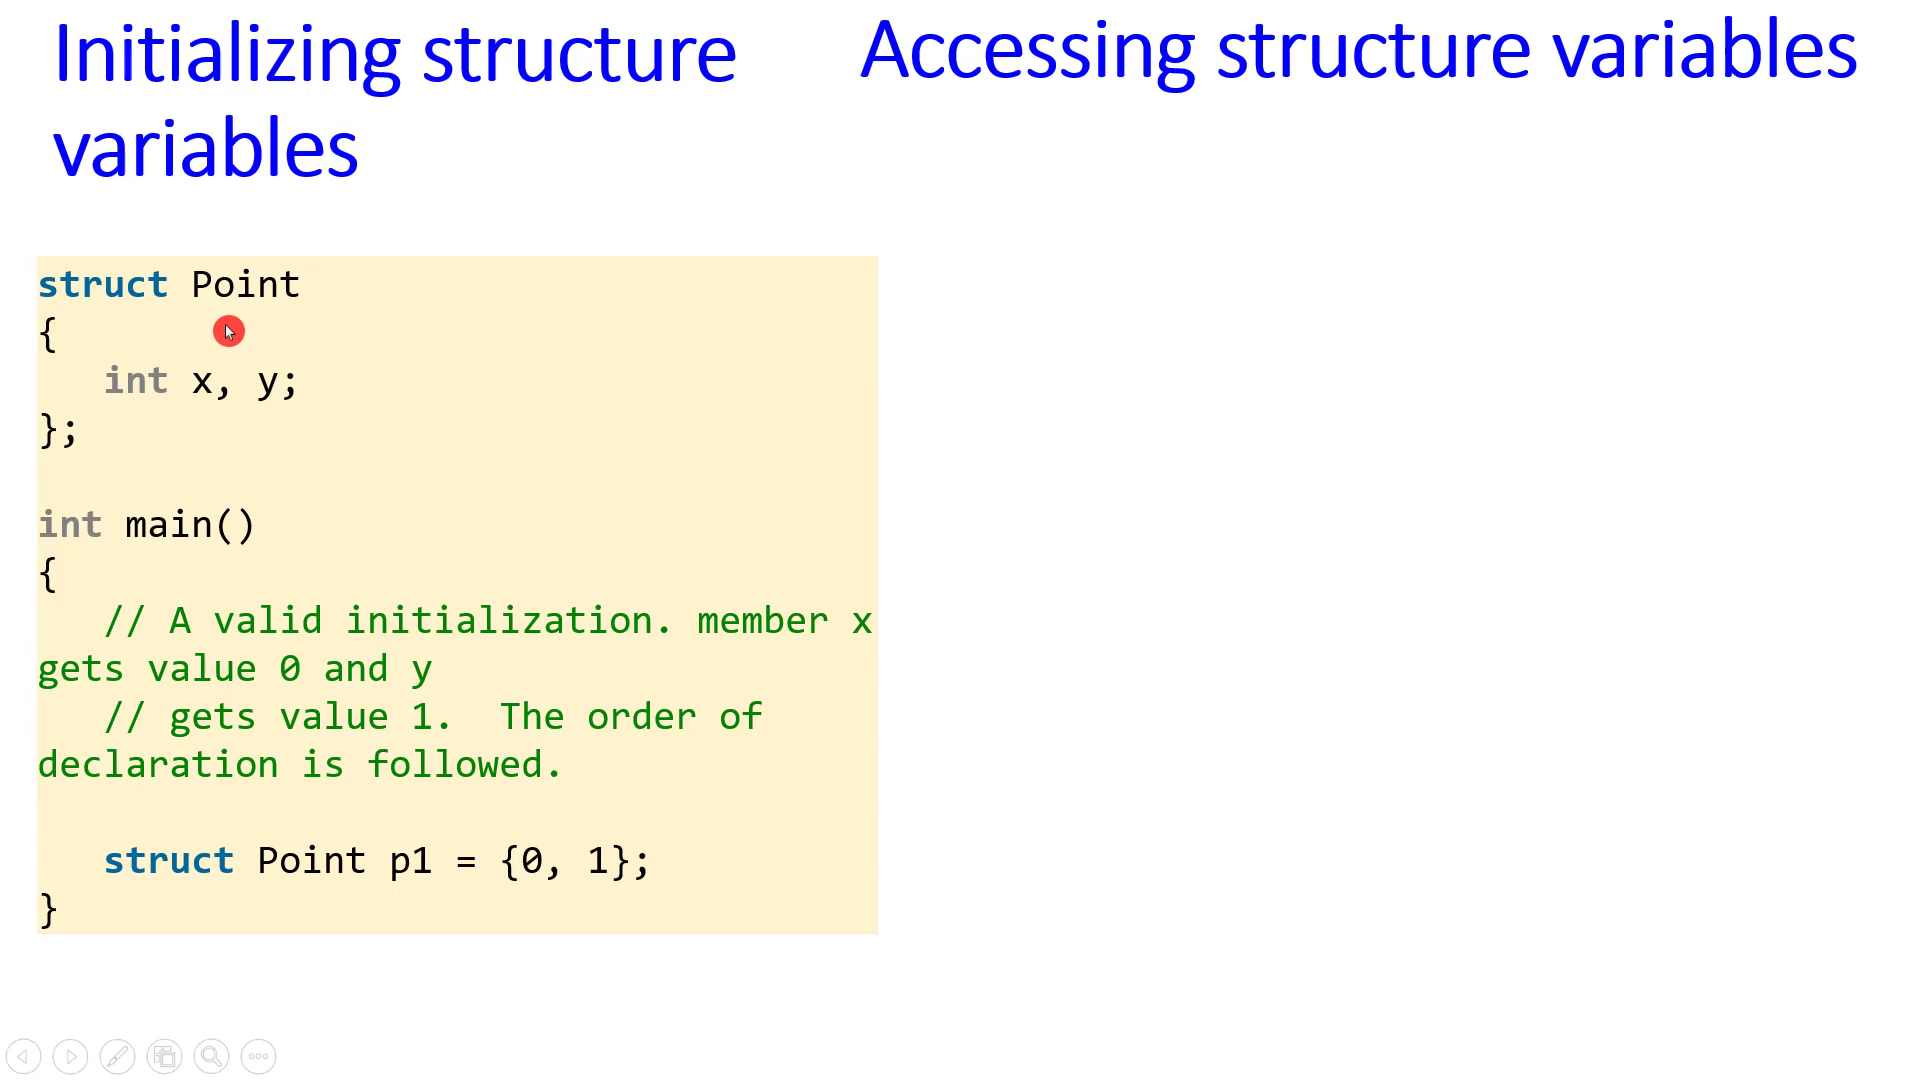 Initializing structure
variables
Accessing structure variables
struct Point
{
   int x, y;
};

int main()
{
   // A valid initialization. member x
gets value 0 and y
   // gets value 1.  The order of
declaration is followed.

   struct Point p1 = {0, 1};
}